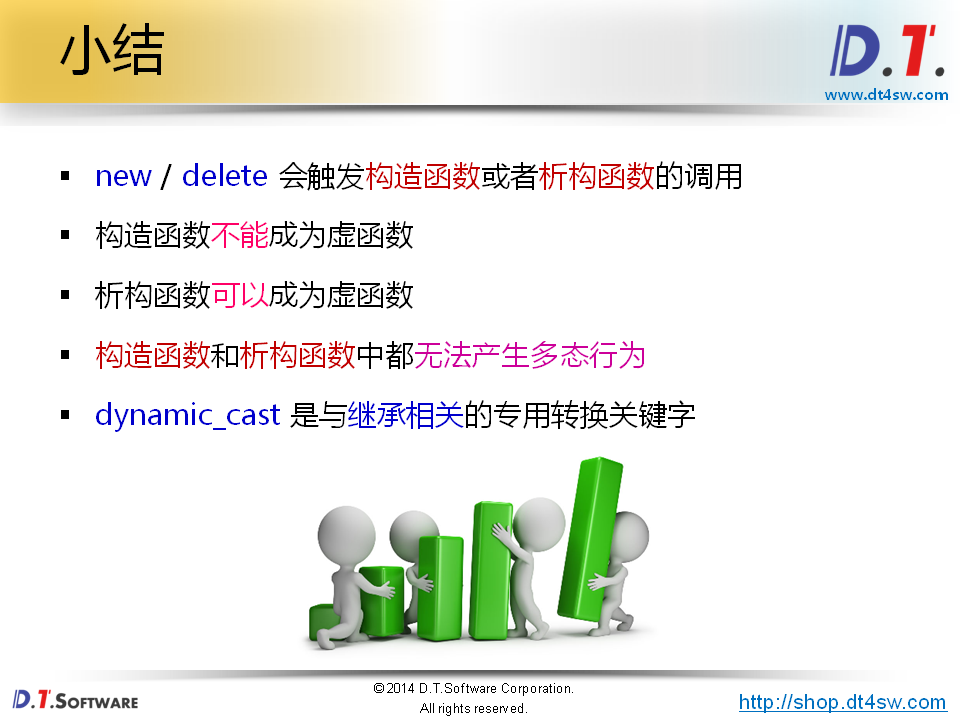 小结
D.T.
www.dt4sw.com
new / delete 会触发构造函数或者析构函数的调用
构造函数不能成为虚函数
析构函数可以成为虚函数
构造函数和析构函数中都无法产生多态行为
dynamic_cast 是与继承相关的专用转换关键字
D.T.SOFTWARE
©2014 D.T.Software Corporation.
All rights reserved.
http://shop.dt4sw.com